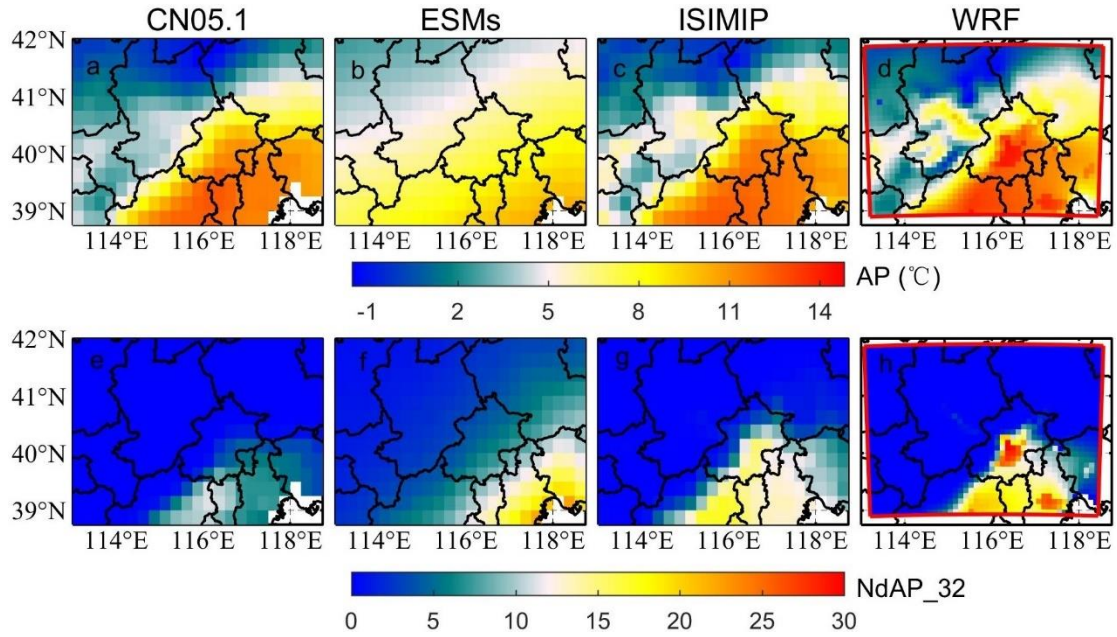 CN05.1 ESMs ISIMIP WRF
42°N a b c d
41°N
40°N
39°N
114°E 116°E 118°E 114°E 116°E 118°E 114°E 116°E 118°E 114°E 116°E 118°E
AP (℃)
-1 2 5 8 11 14
42°N e f g h
41°N
40°N
39°N
114°E 116°E 118°E 114°E 116°E 118°E 114°E 116°E 118°E 114°E 116°E 118°E
NdAP_32
0 5 10 15 20 25 30